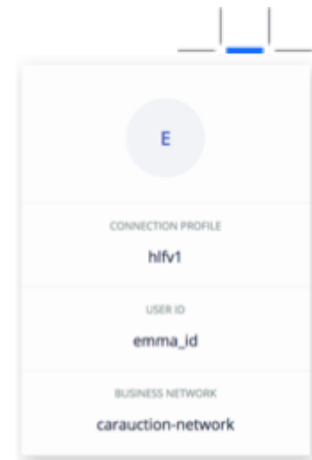 E
CONNECTION PROFILE
hlfv1
USER ID
emma_id
BUSINESS NETWORK
carauction-network